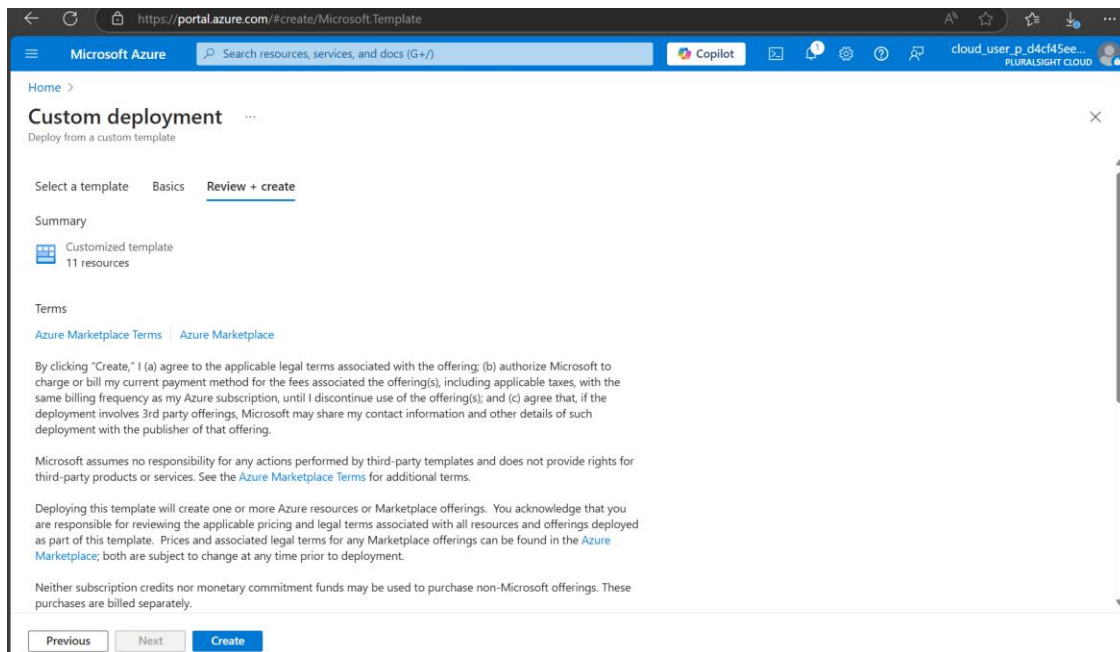 https://portal.azure.com/#create/Microsoft.Template
Microsoft Azure
Search resources, services, and docs (G+/)
Copilot
1
cloud_user_p_d4cf45ee...
PLURALSIGHT CLOUD
Home >
Custom deployment ...
Deploy from a custom template
Select a template Basics Review + create
Summary
Customized template
11 resources
Terms
Azure Marketplace Terms | Azure Marketplace
By clicking "Create," I (a) agree to the applicable legal terms associated with the offering; (b) authorize Microsoft to
charge or bill my current payment method for the fees associated the offering(s), including applicable taxes, with the
same billing frequency as my Azure subscription, until I discontinue use of the offering(s); and (c) agree that, if the
deployment involves 3rd party offerings, Microsoft may share my contact information and other details of such
deployment with the publisher of that offering.
Microsoft assumes no responsibility for any actions performed by third-party templates and does not provide rights for
third-party products or services. See the Azure Marketplace Terms for additional terms.
Deploying this template will create one or more Azure resources or Marketplace offerings. You acknowledge that you
are responsible for reviewing the applicable pricing and legal terms associated with all resources and offerings deployed
as part of this template. Prices and associated legal terms for any Marketplace offerings can be found in the Azure
Marketplace; both are subject to change at any time prior to deployment.
Neither subscription credits nor monetary commitment funds may be used to purchase non-Microsoft offerings. These
purchases are billed separately.
Previous Next Create